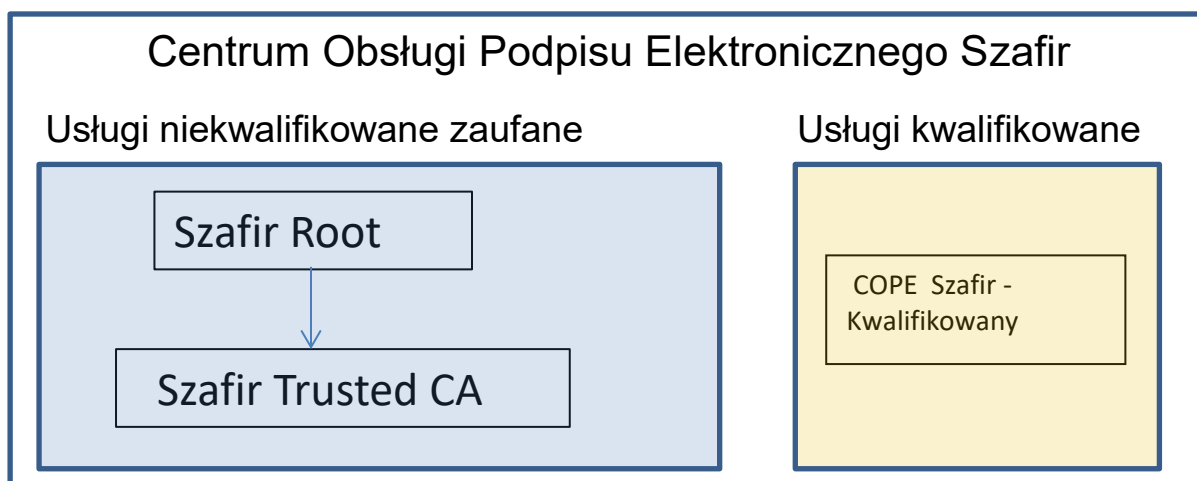 Centrum Obsługi Podpisu Elektronicznego Szafir
Usługi niekwalifikowane zaufane
Usługi kwalifikowane
Szafir Root
COPE Szafir -
Kwalifikowany
Szafir Trusted CA